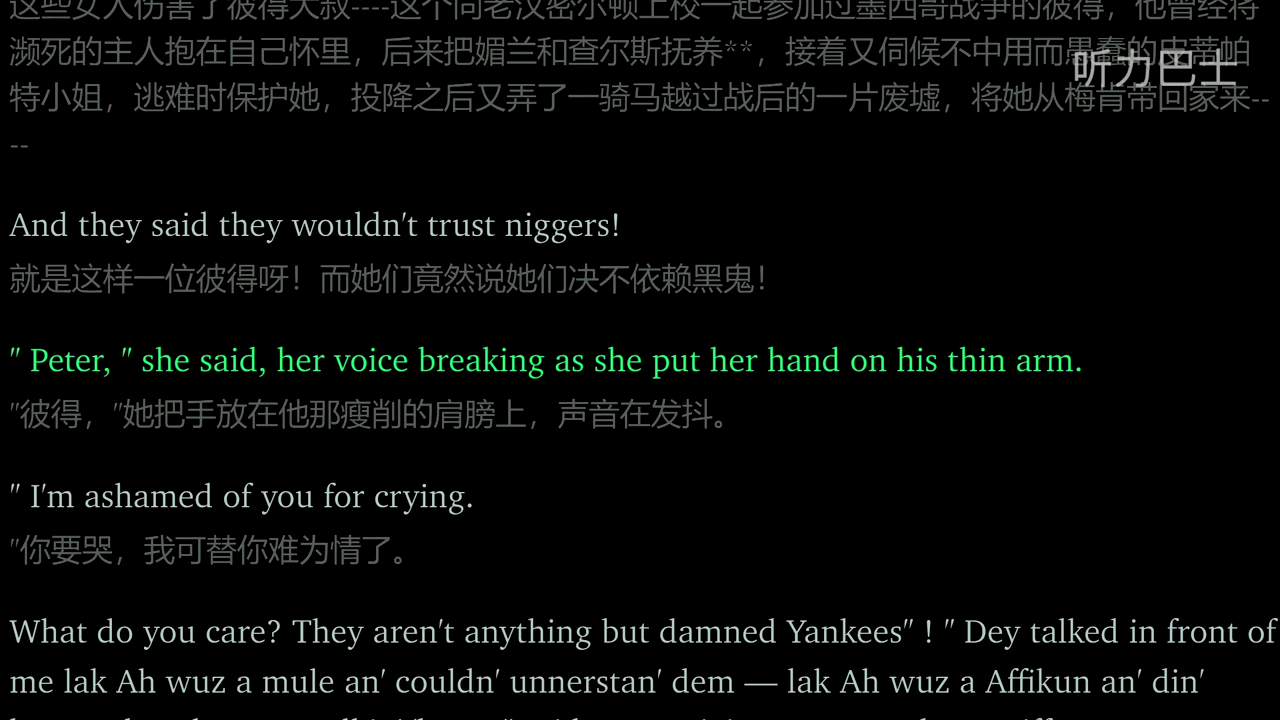 这些女人伤害了彼得大叔----这个同老汉密尔顿上校一起参加过墨西哥战争的彼得，他曾经将
濒死的主人抱在自己怀里，后来把媚兰和查尔斯抚养**，接着又伺候不中用而愚蠢的皮蒂帕
听力巴士
特小姐，逃难时保护她，投降之后又弄了一骑马越过战后的一片废墟，将她从梅肯带回家来--
--
And they said they wouldn't trust niggers!
就是这样一位彼得呀！而她们竟然说她们决不依赖黑鬼！
" Peter, " she said, her voice breaking as she put her hand on his thin arm.
"彼得，"她把手放在他那瘦削的肩膀上，声音在发抖。
" I'm ashamed of you for crying.
"你要哭，我可替你难为情了。
What do you care? They aren't anything but damned Yankees" ! " Dey talked in front of
me lak Ah wuz a mule an' couldn' unnerstan' dem — lak Ah wuz a Affikun an' din'